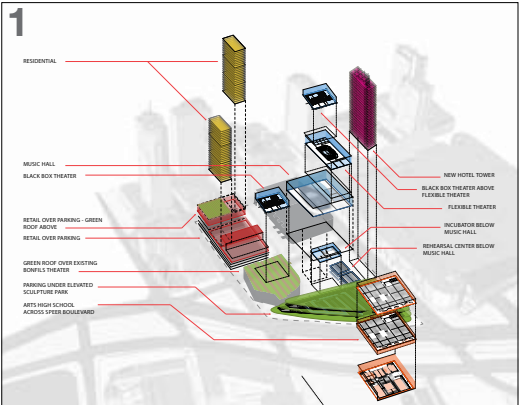 1
RESIDENTIAL
MUSIC HALL
BLACK BOX THEATER
RETAIL OVER PARKING - GREEN
ROOF ABOVE
RETAIL OVER PARKING
GREEN ROOF OVER EXISTING
BONFILS THEATER
PARKING UNDER ELEVATED
SCULPTURE PARK
ARTS HIGH SCHOOL
ACROSS SPEER BOULEVARD
NEW HOTEL TOWER
BLACK BOX THEATER ABOVE
FLEXIBLE THEATER
FLEXIBLE THEATER
INCUBATOR BELOW
MUSIC HALL
REHEARSAL CENTER BELOW
MUSIC HALL